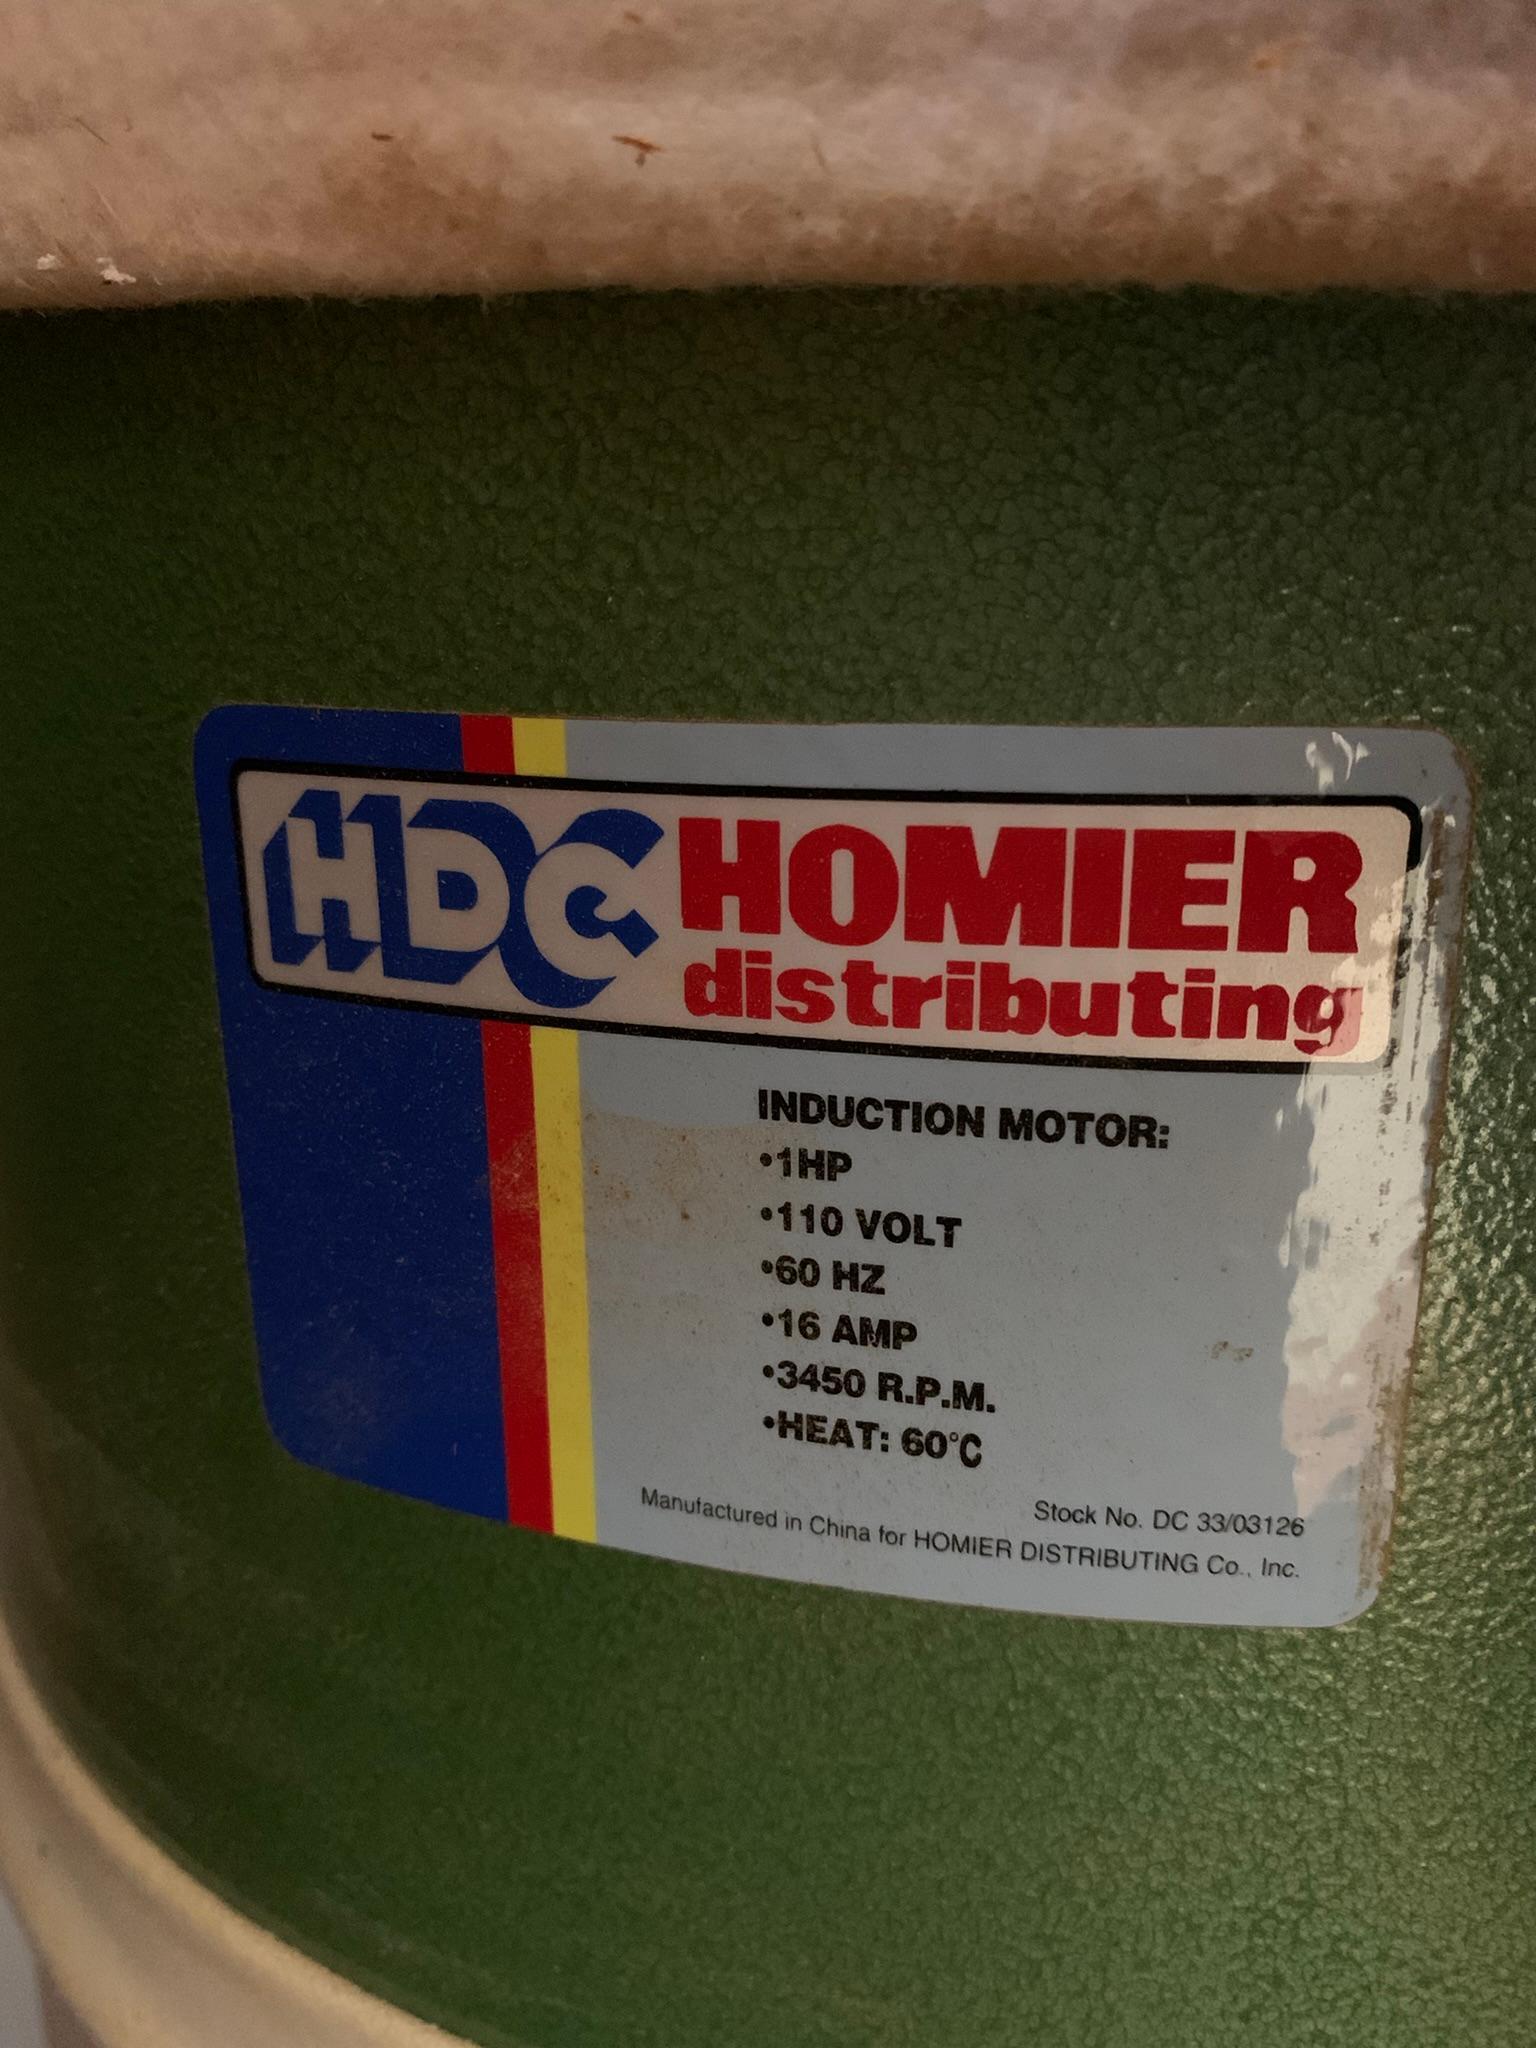 HDC HOMIER
distributing
INDUCTION MOTOR:
•1HP
•110 VOLT
•60 HZ
•16 AMP
•3450 R.P.M.
•HEAT: 60°C
Stock No. DC 33/03126
Manufactured in China for HOMIER DISTRIBUTING Co., Inc.